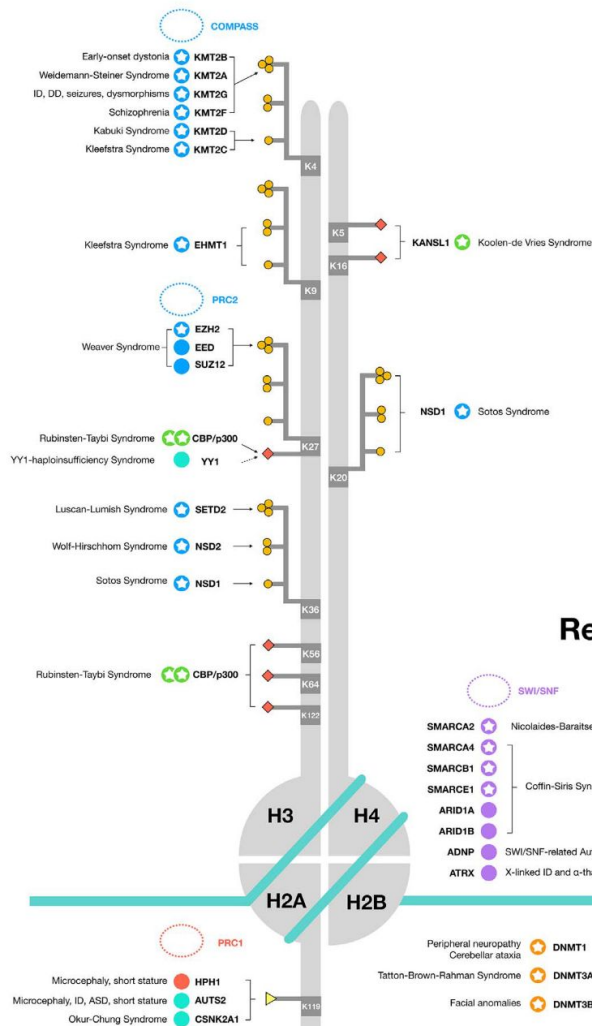 COMPASS
Early-onset dystonia KMT2B
Weidemann-Steiner Syndrome KMT2A
ID, DD, seizures, dysmorphisms KMT2G
Schizophrenia KMT2F
Kabuki Syndrome KMT2D
Kleefstra Syndrome KMT2C
K4
K5
KANSL1 Koolen-de Vries Syndrome
K16
Kleefstra Syndrome EHMT1
K9
PRC2
EZH2
Weaver Syndrome EED
SUZ12
NSD1 Sotos Syndrome
Rubinsten-Taybi Syndrome CBP/p300
K27
YY1-haploinsufficiency Syndrome YY1
K20
Luscan-Lumish Syndrome SETD2
Wolf-Hirschhorn Syndrome NSD2
Sotos Syndrome NSD1
K36
Re
K56
Rubinsten-Taybi Syndrome CBP/p300
K64
K122
SWI/SNF
SMARCA2 Nicolaides-Baraitse
SMARCA4
SMARCB1
SMARCE1
Coffin-Siris Syn
ARID1A
ARID1B
ADNP SWI/SNF-related Au
ATRX X-linked ID and α-tha
H3 H4
H2A H2B
PRC1
Peripheral neuropathy
Cerebellar ataxia
DNMT1
Tatton-Brown-Rahman Syndrome DNMT3A
Facial anomalies DNMT3B
Microcephaly, short stature HPH1
Microcephaly, ID, ASD, short stature AUTS2
K119
Okur-Chung Syndrome CSNK2A1